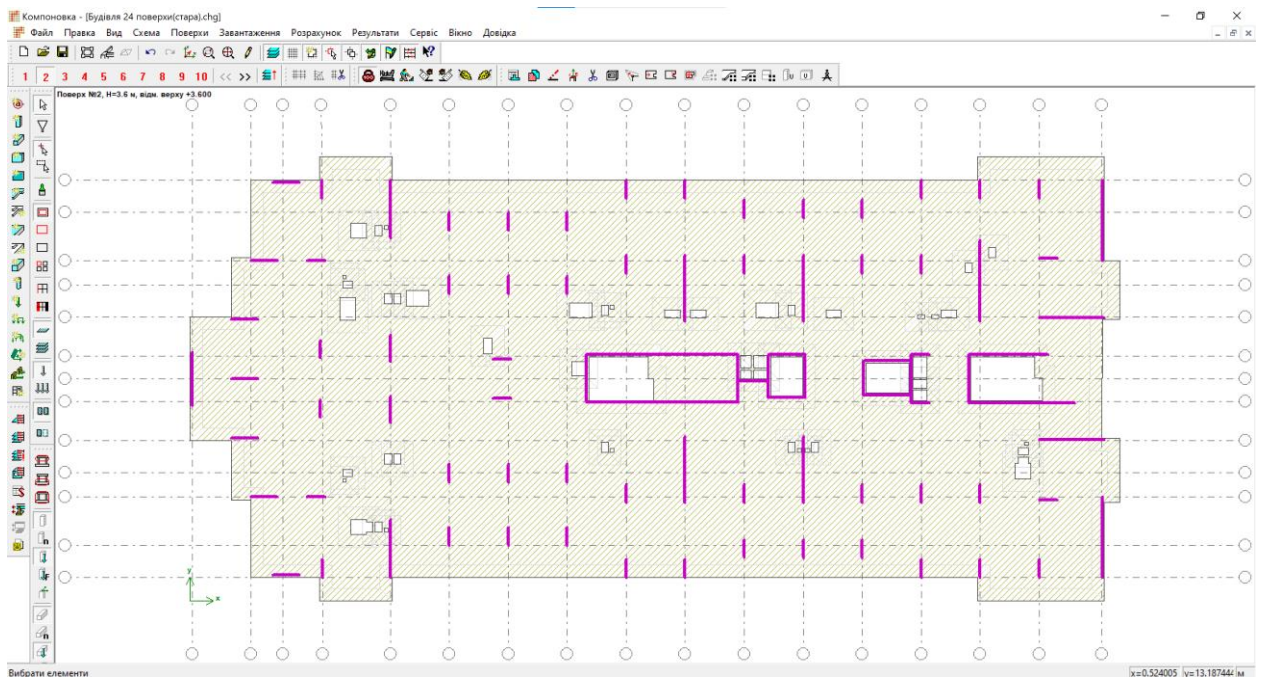 Компоновка - [Будівля 24 поверхи(стара).chg]
Файл Правка Вид Схема Поверхи Завантаження Розрахунок Результати Сервіс Вікно Довідка
1 2 3 4 5 6 7 8 9 10 << >>
Поверх №2, H=3.6 м, відм. верху +3.600
y
x
Вибрати елементи
x=0.524005 y=13.187444 м